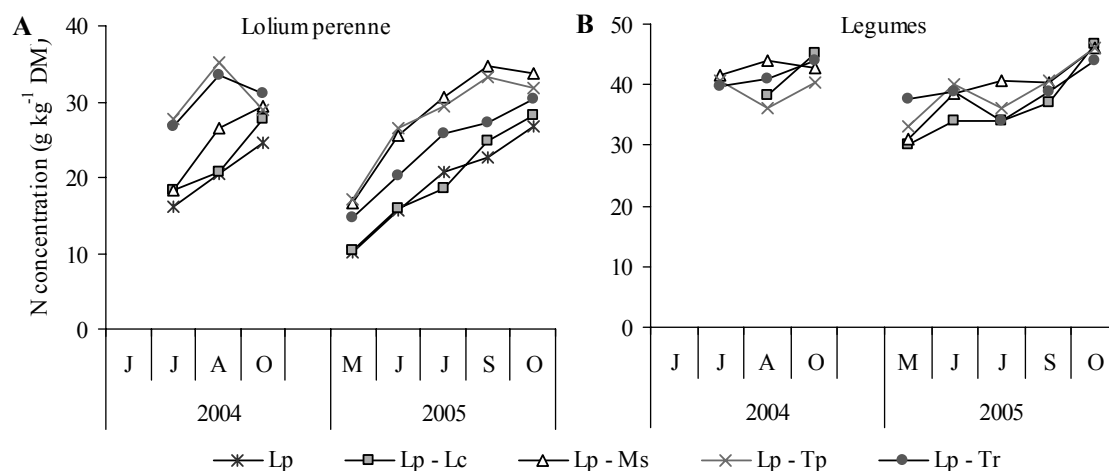 A Lolium perenne
B Legumes
N concentration (g kg-1 DM)
40
30
20
10
0
50
40
30
20
10
0
J J A O M J J S O
2004 2005
J J A O M J J S O
2004 2005
Lp Lp - Lc Lp - Ms Lp - Tp Lp - Tr